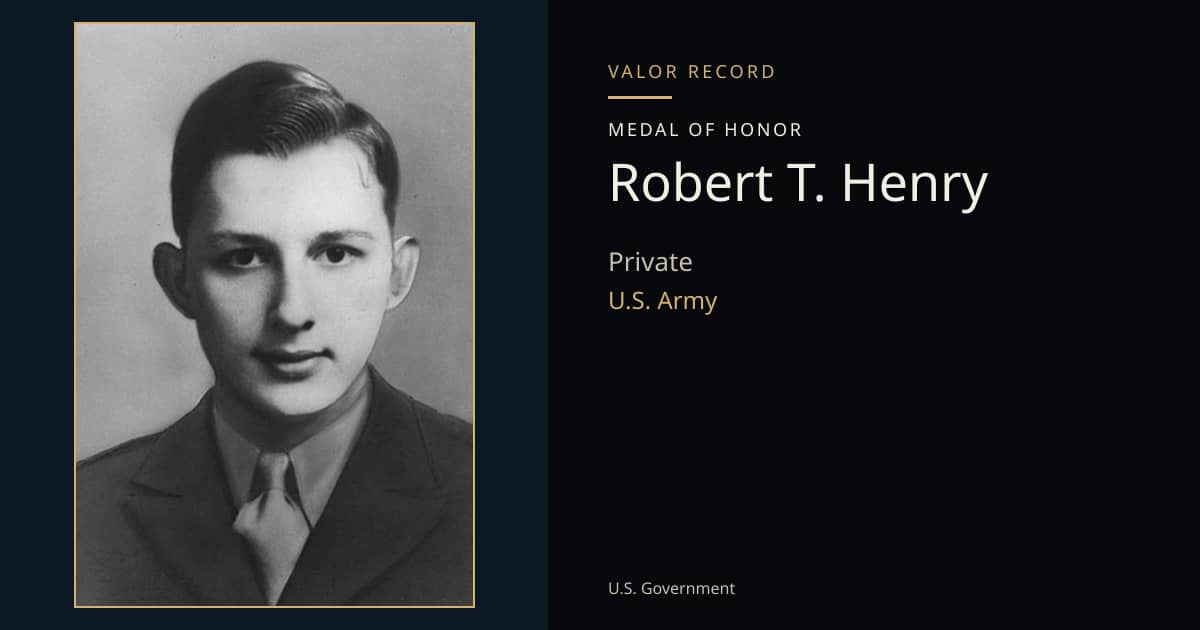 VALOR RECORD
MEDAL OF HONOR
Robert T. Henry
Private
U.S. Army
U.S. Government